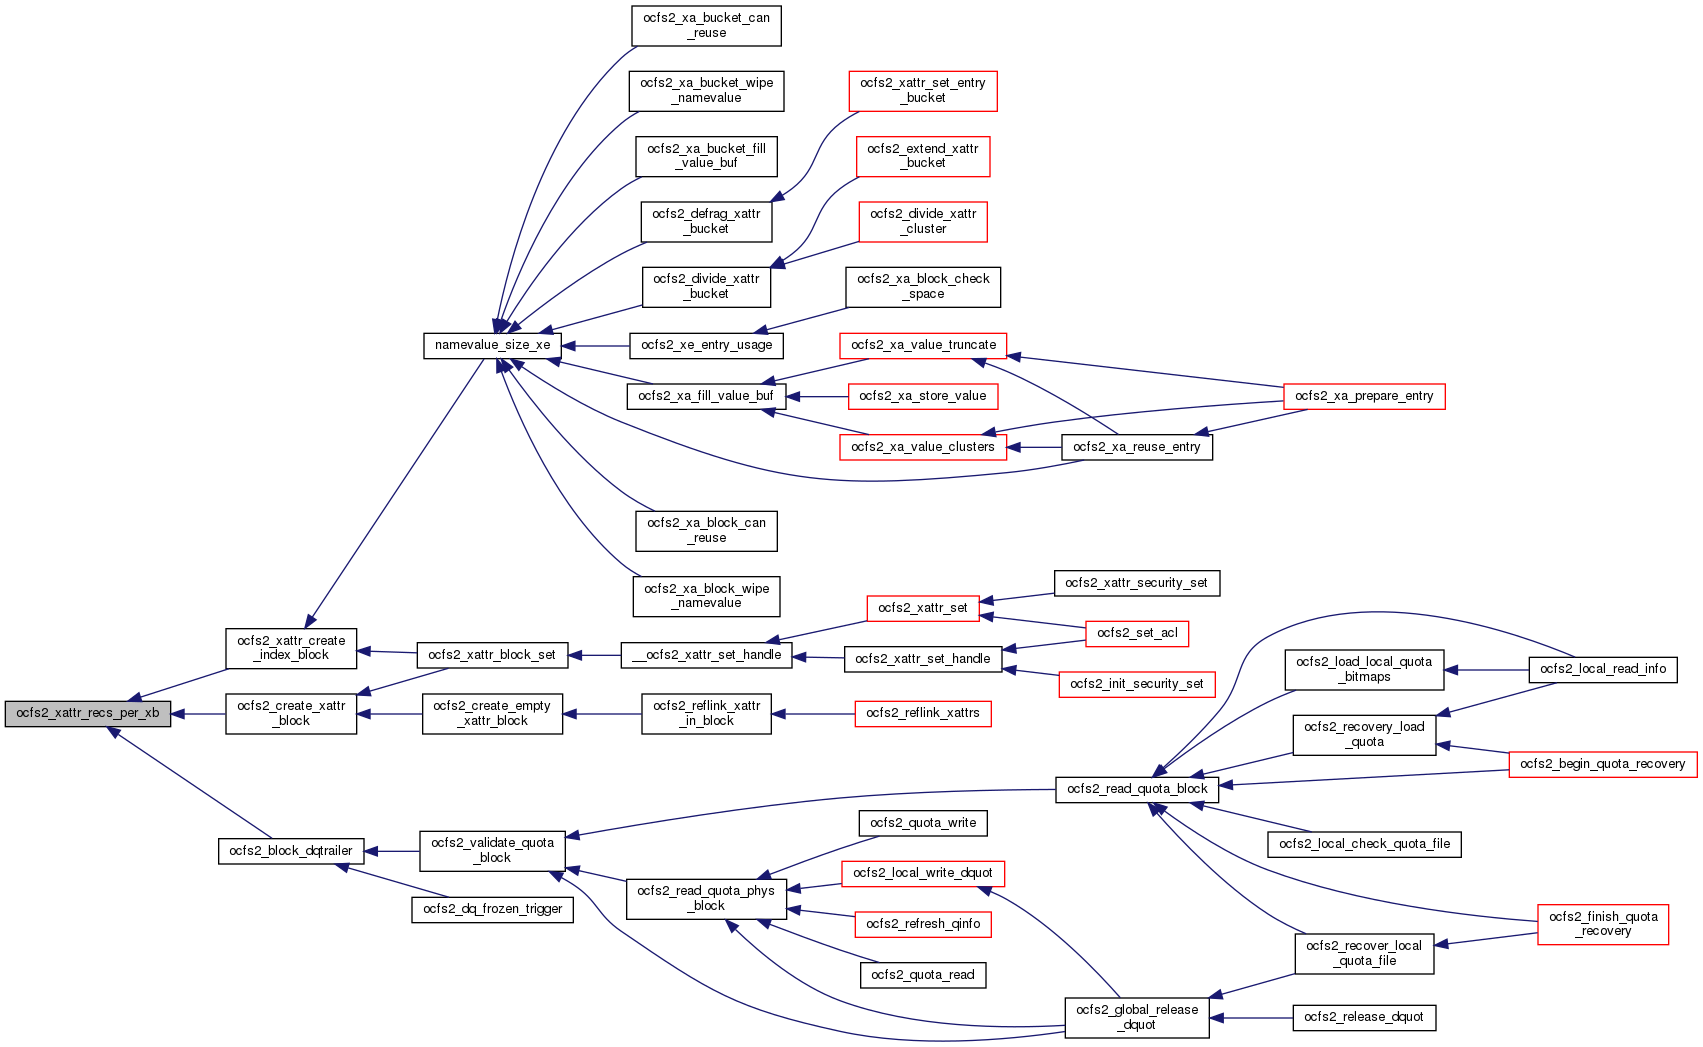 ocfs2_xa_bucket_can
_reuse
ocfs2_xa_bucket_wipe
_namevalue
ocfs2_xattr_set_entry
_bucket
ocfs2_xa_bucket_fill
_value_buf
ocfs2_extend_xattr
_bucket
ocfs2_defrag_xattr
_bucket
ocfs2_divide_xattr
_cluster
ocfs2_divide_xattr
_bucket
ocfs2_xa_block_check
_space
namevalue_size_xe
ocfs2_xe_entry_usage
ocfs2_xa_value_truncate
ocfs2_xa_fill_value_buf
ocfs2_xa_store_value
ocfs2_xa_prepare_entry
ocfs2_xa_value_clusters
ocfs2_xa_reuse_entry
ocfs2_xa_block_can
_reuse
ocfs2_xa_block_wipe
_namevalue
ocfs2_xattr_security_set
ocfs2_xattr_set
ocfs2_set_acl
ocfs2_xattr_create
_index_block
ocfs2_xattr_block_set
__ocfs2_xattr_set_handle
ocfs2_xattr_set_handle
ocfs2_init_security_set
ocfs2_load_local_quota
_bitmaps
ocfs2_local_read_info
ocfs2_xattr_recs_per_xb
ocfs2_create_xattr
_block
ocfs2_create_empty
_xattr_block
ocfs2_reflink_xattr
_in_block
ocfs2_reflink_xattrs
ocfs2_recovery_load
_quota
ocfs2_begin_quota_recovery
ocfs2_read_quota_block
ocfs2_quota_write
ocfs2_local_check_quota_file
ocfs2_block_dqtrailer
ocfs2_validate_quota
_block
ocfs2_local_write_dquot
ocfs2_read_quota_phys
_block
ocfs2_dq_frozen_trigger
ocfs2_refresh_qinfo
ocfs2_finish_quota
_recovery
ocfs2_recover_local
_quota_file
ocfs2_quota_read
ocfs2_global_release
_dquot
ocfs2_release_dquot